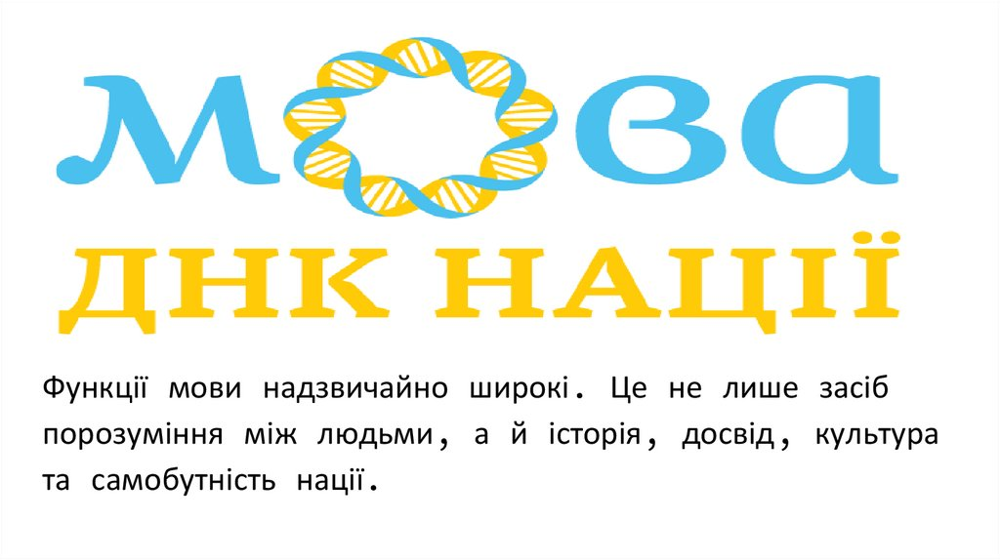 мова
ДНК НАЦІЇ
Функції мови надзвичайно широкі. Це не лише засіб
порозуміння між людьми, а й історія, досвід, культура
та самобутність нації.